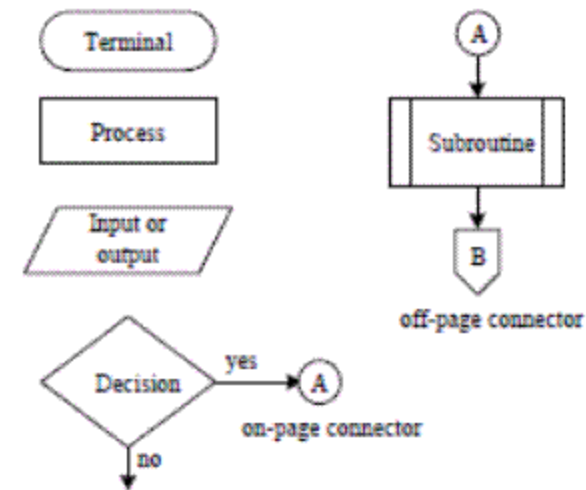 Terminal
Process
Input or
output
Decision
yes
A
on-page connector
no
A
Subroutine
B
off-page connector